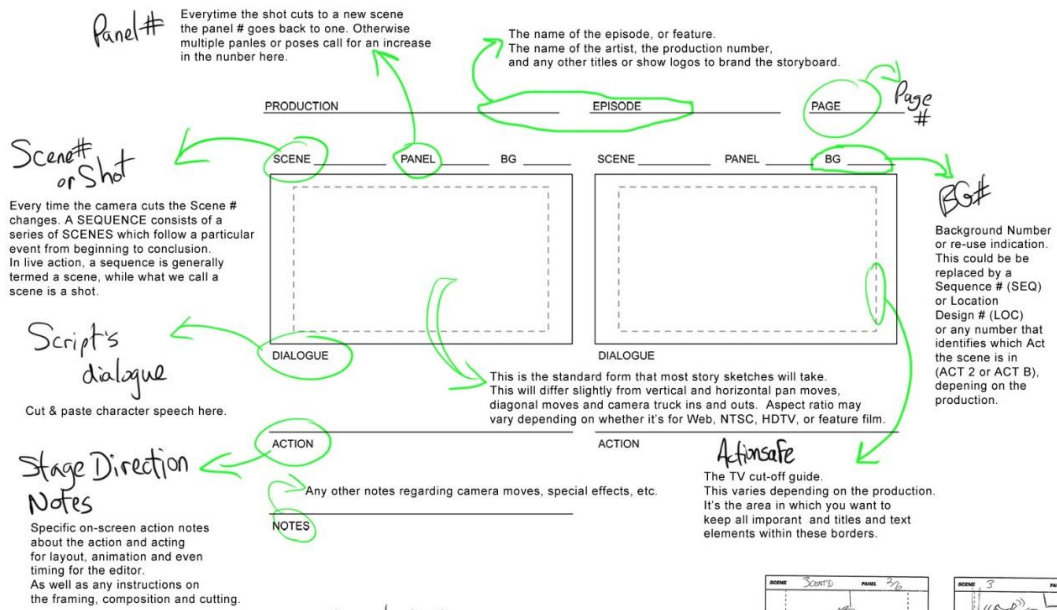 Panel #
Everytime the shot cuts to a new scene
the panel # goes back to one. Otherwise
multiple panles or poses call for an increase
in the nunber here.
The name of the episode, or feature.
The name of the artist, the production number,
and any other titles or show logos to brand the storyboard.
PRODUCTION EPISODE PAGE
Page
#
Scene#
or Shot
Every time the camera cuts the Scene #
changes. A SEQUENCE consists of a
series of SCENES which follow a particular
event from beginning to conclusion.
In live action, a sequence is generally
termed a scene, while what we call a
scene is a shot.
SCENE PANEL BG SCENE PANEL BG
BG#
Background Number
or re-use indication.
This could be be
replaced by a
Sequence # (SEQ)
or Location
Design # (LOC)
or any number that
identifies which Act
the scene is in
(ACT 2 or ACT B),
depening on the
production.
Script's
dialogue
Cut & paste character speech here.
DIALOGUE DIALOGUE
This is the standard form that most story sketches will take.
This will differ slightly from vertical and horizontal pan moves,
diagonal moves and camera truck ins and outs. Aspect ratio may
vary depending on whether it's for Web, NTSC, HDTV, or feature film.
ACTION ACTION
Stage Direction
Notes
Specific on-screen action notes
about the action and acting
for layout, animation and even
timing for the editor.
As well as any instructions on
the framing, composition and cutting.
Any other notes regarding camera moves, special effects, etc.
NOTES
Actionsafe
The TV cut-off guide.
This varies depending on the production.
It's the area in which you want to
keep all imporant and titles and text
elements within these borders.
SCENE 3CONT'D PANEL 2/6
SCENE 3